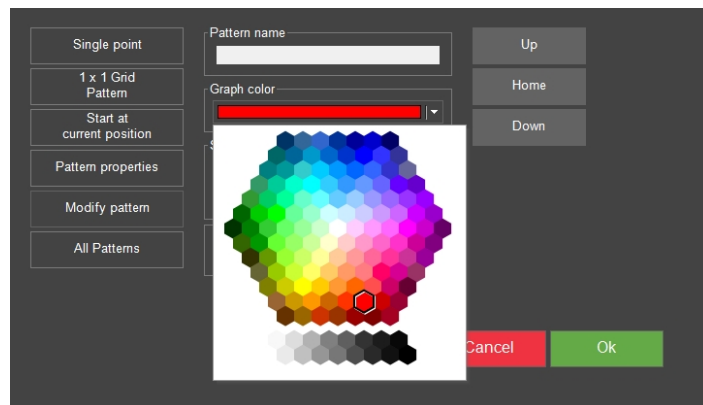 Single point
1 x 1 Grid
Pattern
Start at
current position
Pattern properties
Modify pattern
All Patterns
Pattern name
Graph color
Up
Home
Down
Cancel
Ok